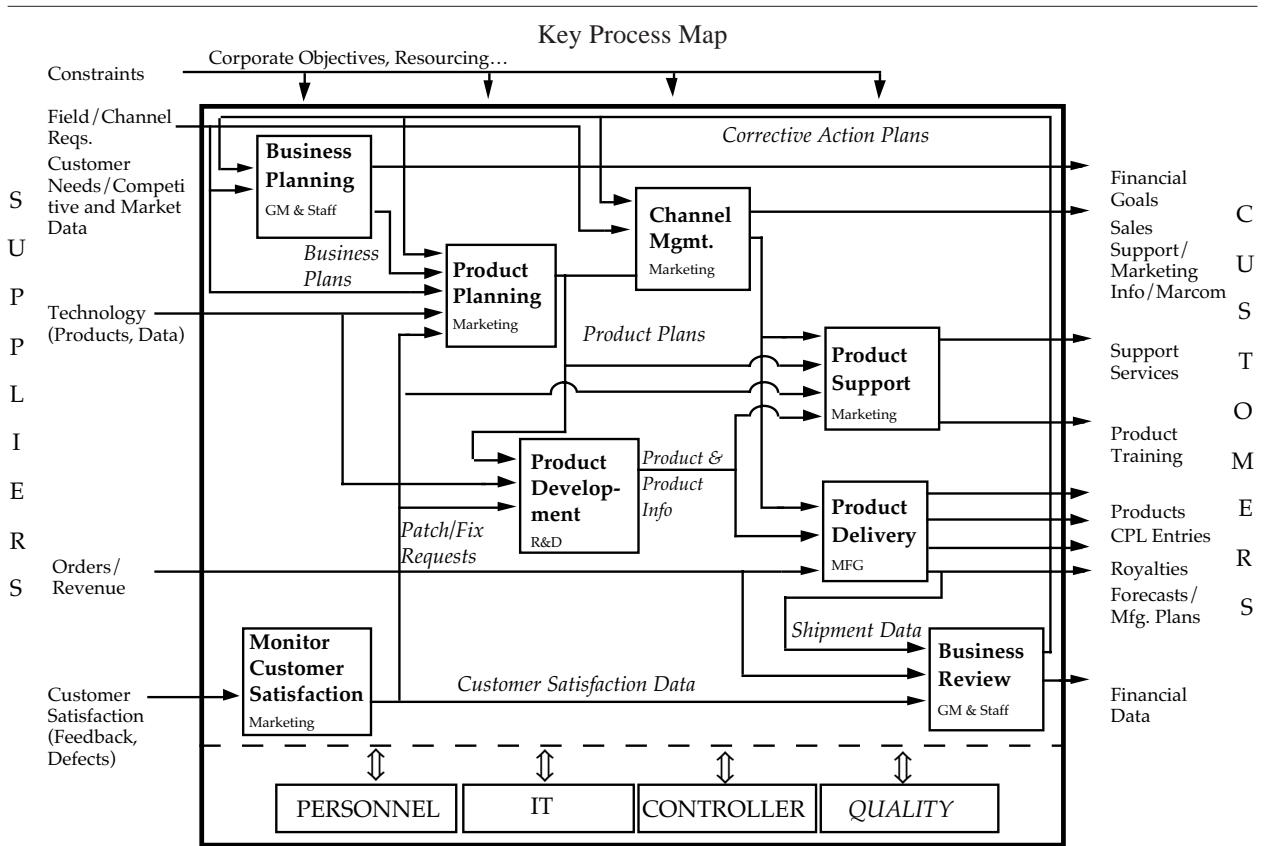 Key Process Map
Corporate Objectives, Resourcing…
Constraints
Field/Channel
Reqs.
Customer
Needs/Competi
tive and Market
Data
Technology
(Products, Data)
Orders/
Revenue
Customer
Satisfaction
(Feedback,
Defects)
S
U
P
P
L
I
E
R
S
Corrective Action Plans
Business
Planning
GM & Staff
Business
Plans
Channel
Mgmt.
Marketing
Product
Planning
Marketing
Product Plans
Product
Support
Marketing
Product
Develop-
ment
R&D
Product &
Product
Info
Patch/Fix
Requests
Product
Delivery
MFG
Shipment Data
Monitor
Customer
Satisfaction
Marketing
Customer Satisfaction Data
Business
Review
GM & Staff
Financial
Goals
Sales
Support/
Marketing
Info/Marcom
Support
Services
Product
Training
Products
CPL Entries
Royalties
Forecasts/
Mfg. Plans
Financial
Data
C
U
S
T
O
M
E
R
S
PERSONNEL
IT
CONTROLLER
QUALITY